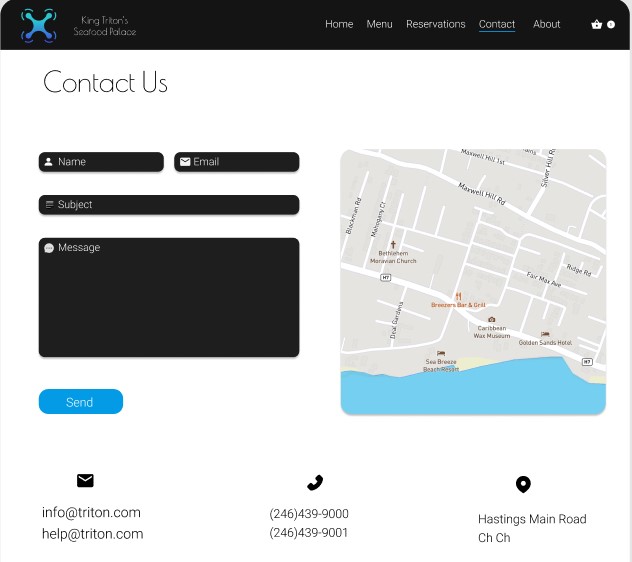 King Triton's
Seafood Palace
Home Menu Reservations Contact About
Contact Us
Name Email
Subject
Message
Send
Maxwell Hill 1st
Silver Hill R
Maxwell Hill Rd
Blackman Rd
Mahogany Ct
Bethlehem
Moravian Church
H7
Ridge Rd
Fair Max Ave
Breezers Bar & Grill
Deal Gardens
Caribbean
Wax Museum
Golden Sands Hotel
Sea Breeze
Beach Resort
H7
info@triton.com
help@triton.com
(246)439-9000
(246)439-9001
Hastings Main Road
Ch Ch